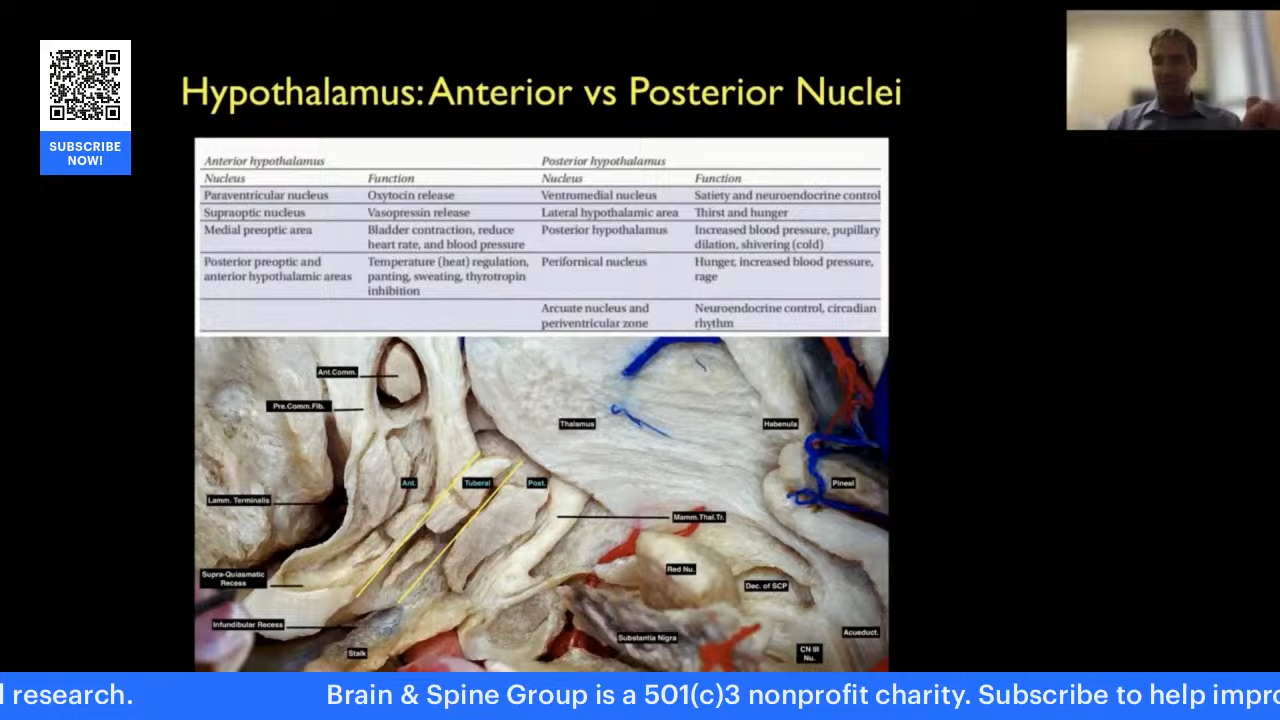 SUBSCRIBE
NOW!
Hypothalamus: Anterior vs Posterior Nuclei
Anterior hypothalamus Posterior hypothalamus
Nucleus Function Nucleus Function
Paraventricular nucleus Oxytocin release Ventromedial nucleus Satiety and neuroendocrine control
Supraoptic nucleus Vasopressin release Lateral hypothalamic area Thirst and hunger
Medial preoptic area Bladder contraction, reduce Posterior hypothalamus Increased blood pressure, pupillary
heart rate, and blood pressure dilation, shivering (cold)
Posterior preoptic and Temperature (heat) regulation, Perifornical nucleus Hunger, increased blood pressure,
anterior hypothalamic areas panting, sweating, thyrotropin rage
inhibition
Arcuate nucleus and Neuroendocrine control, circadian
periventricular zone rhythm
Ant.Comm.
Pre.Comm.Fib.
Thalamus
Habenula
Ant.
Tuberal
Post.
Pineal
Lamm. Terminalis
Mamm.Thal.Tr.
Red Nu.
Supra-Quiasmatic
Recess
Dec. of SCP
Infundibular Recess
Substantia Nigra
Acueduct.
Stalk
CN III
Nu.
l research. Brain & Spine Group is a 501(c)3 nonprofit charity. Subscribe to help impro